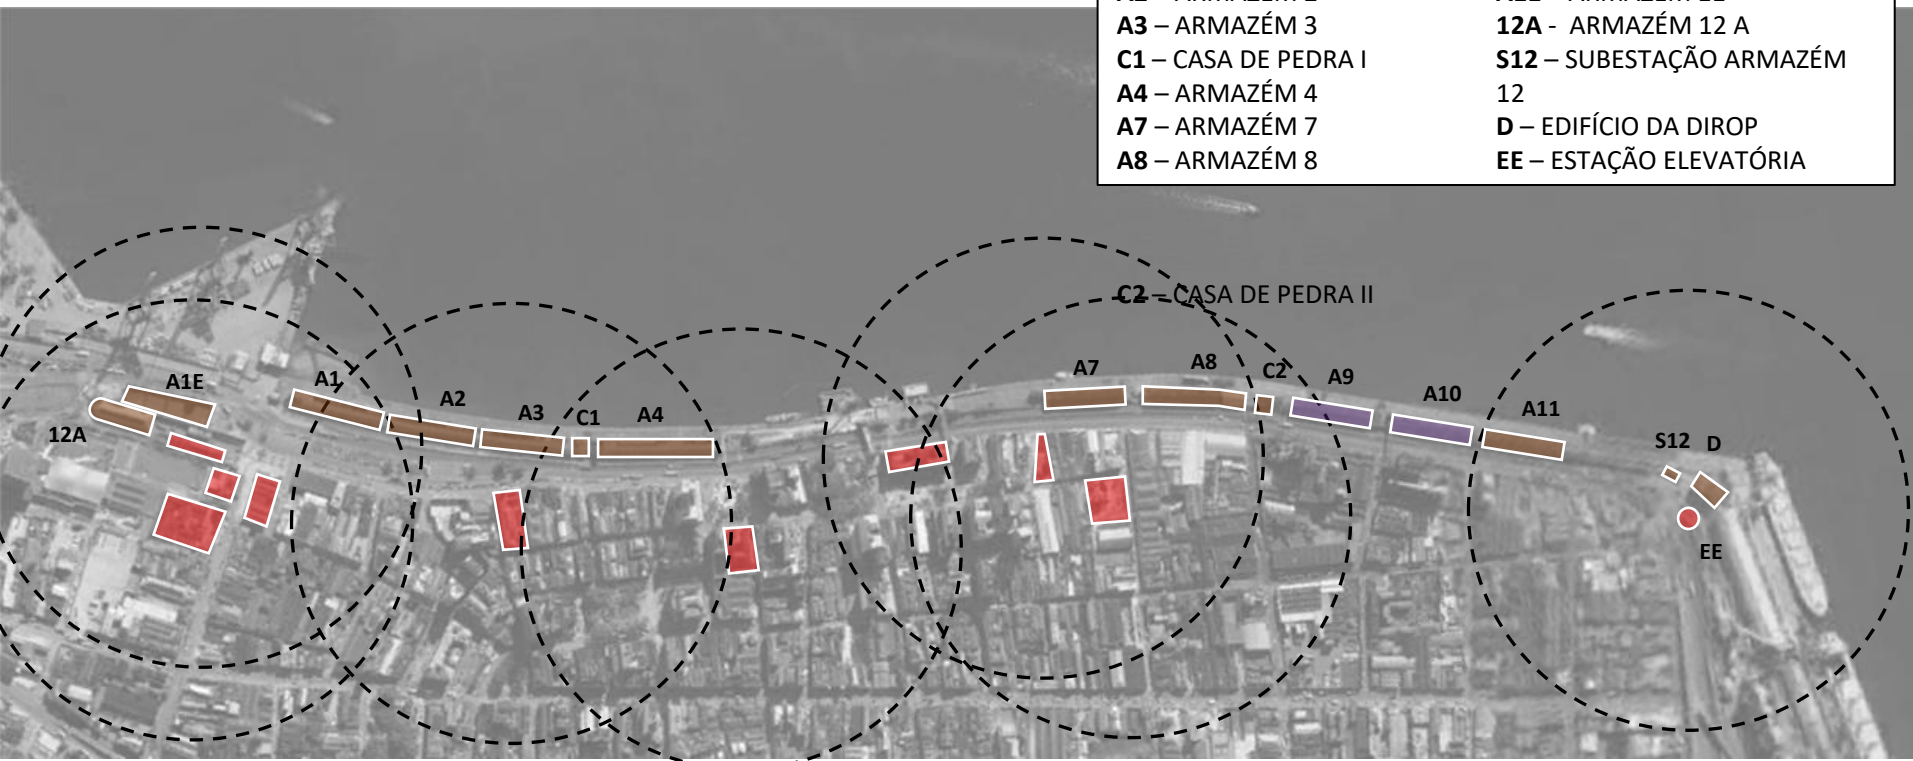 A3 – ARMAZÉM 3
C1 – CASA DE PEDRA I
A4 – ARMAZÉM 4
A7 – ARMAZÉM 7
A8 – ARMAZÉM 8
12A - ARMAZÉM 12 A
S12 – SUBESTAÇÃO ARMAZÉM
12
D – EDIFÍCIO DA DIROP
EE – ESTAÇÃO ELEVATÓRIA
C2 – CASA DE PEDRA II
A1E
A1
A2
A3
C1
A4
A7
A8
C2
A9
A10
A11
12A
S12
D
EE